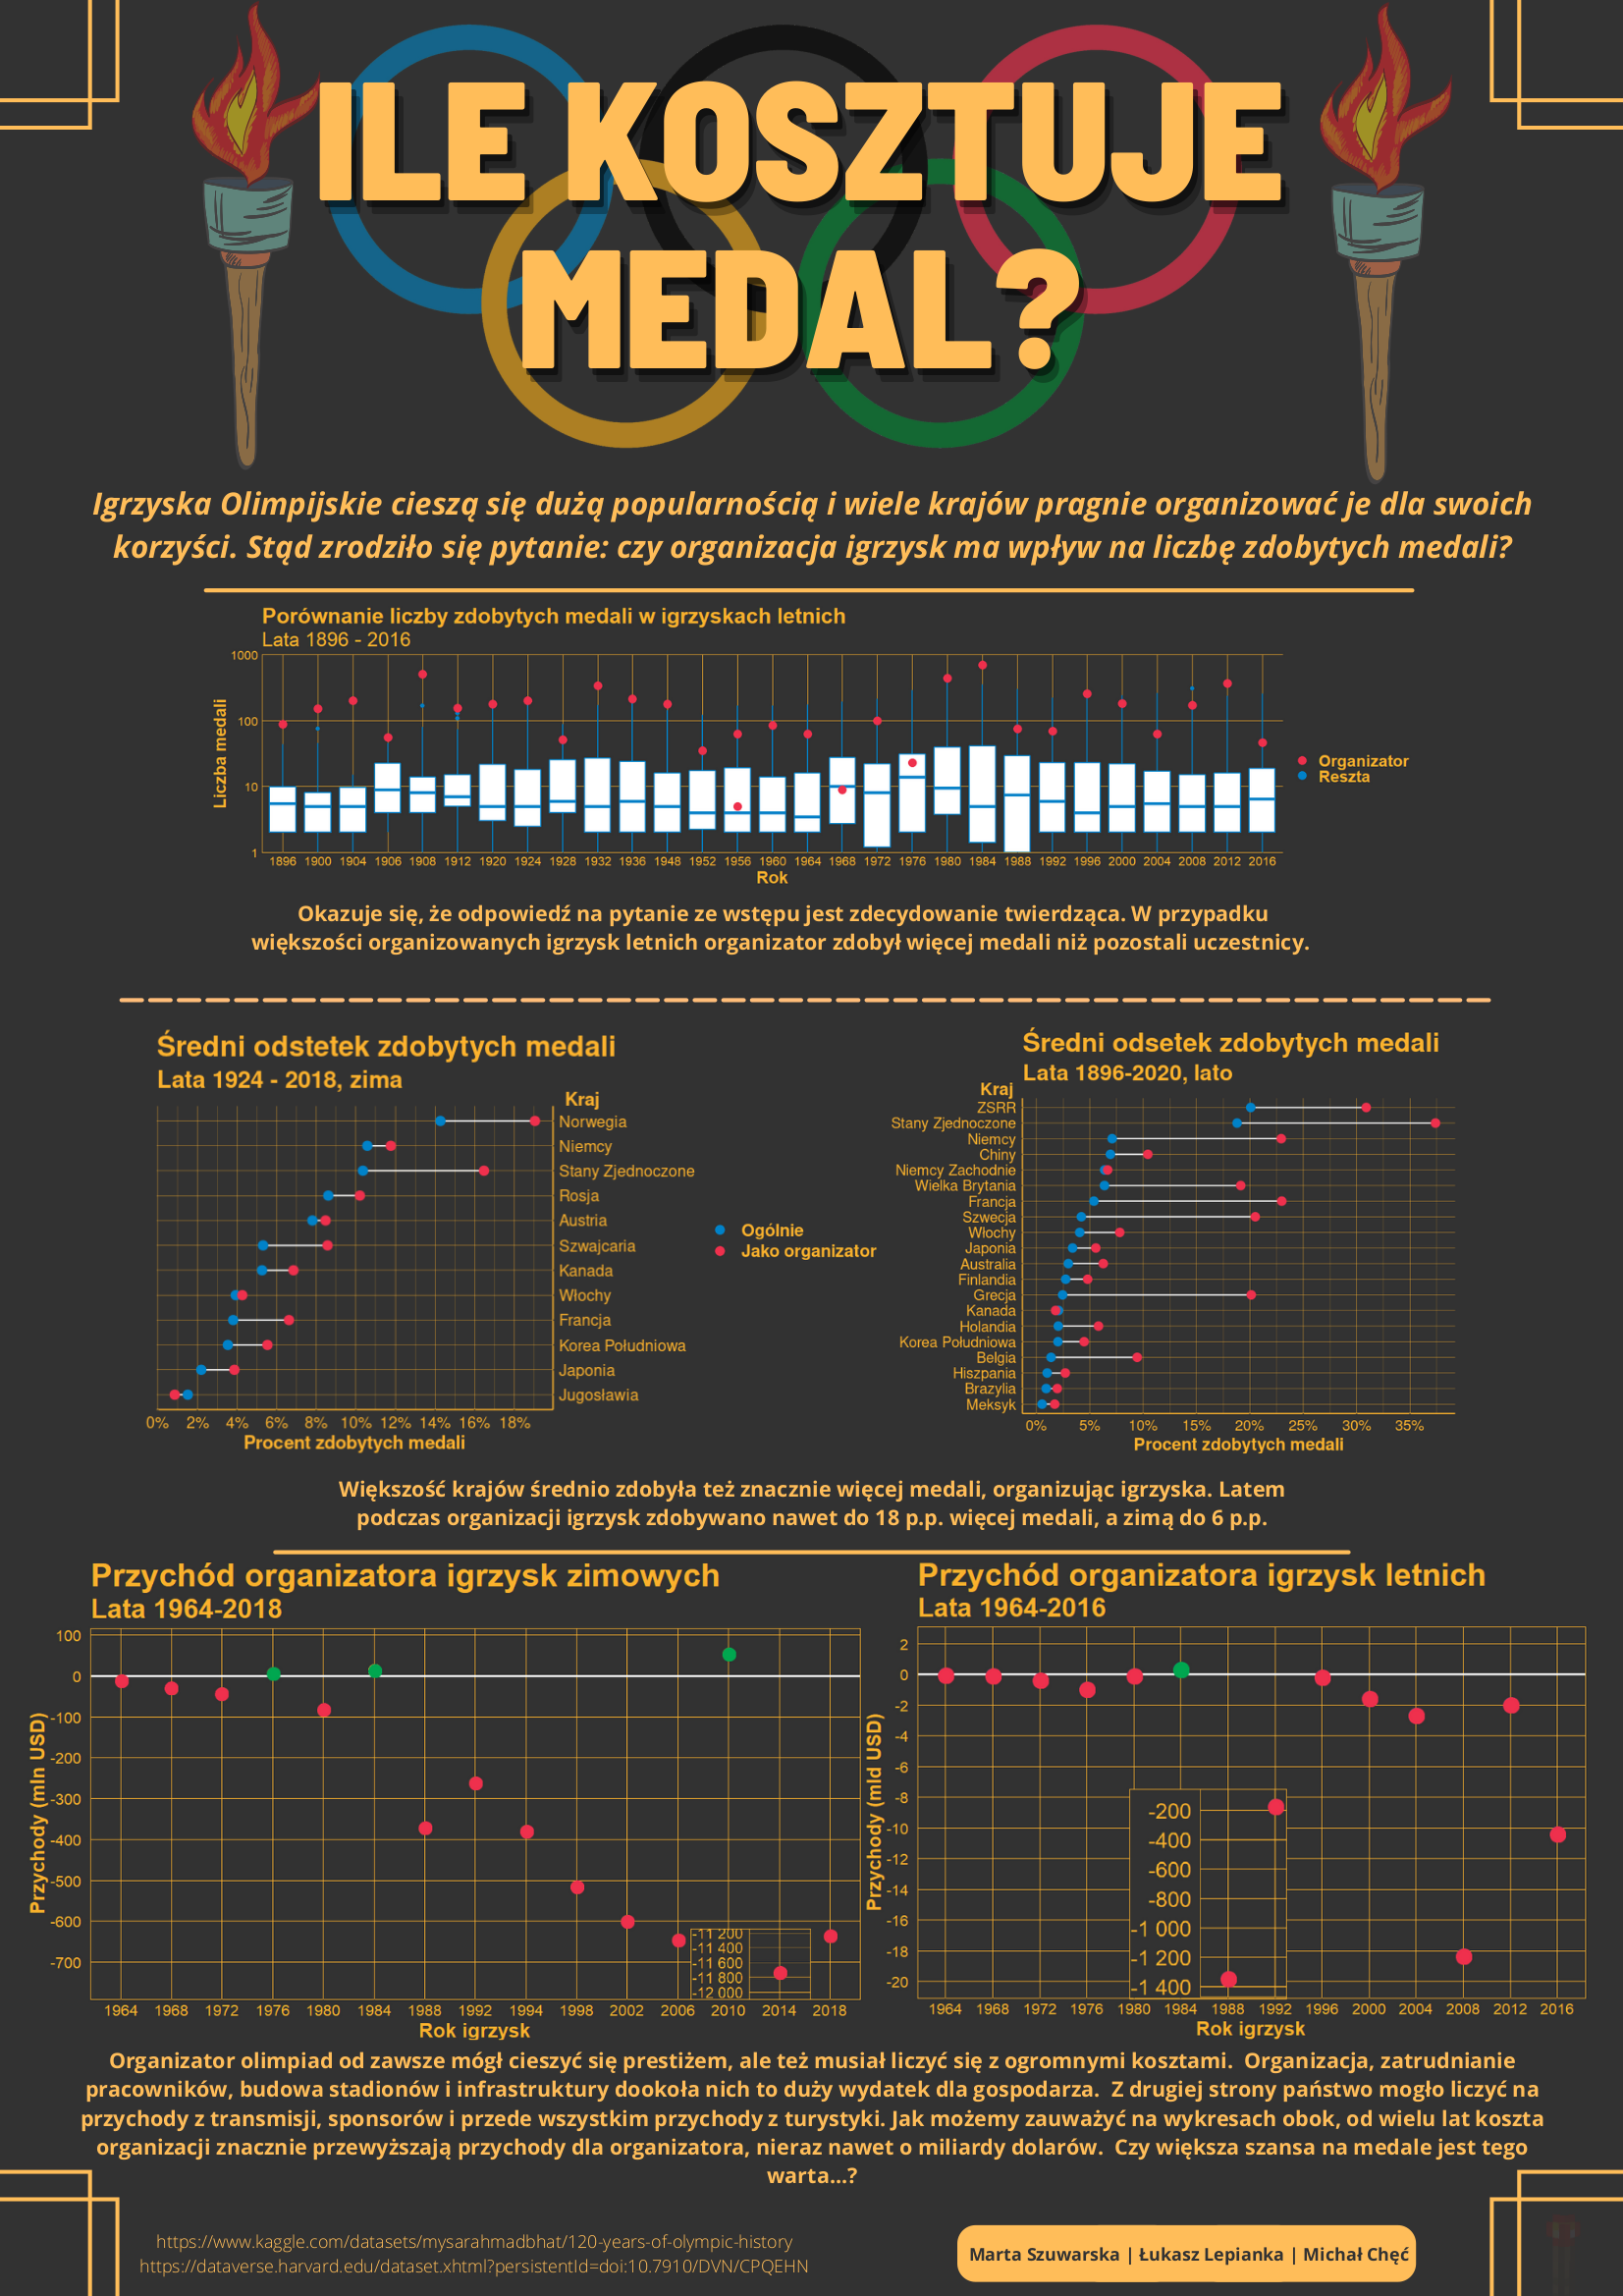 ILE KOSZTUJE
MEDAL?
Igrzyska Olimpijskie cieszą się dużą popularnością i wiele krajów pragnie organizować je dla swoich
korzyści. Stąd zrodziło się pytanie: czy organizacja igrzysk ma wpływ na liczbę zdobytych medali?
Porównanie liczby zdobytych medali w igrzyskach letnich
Lata 1896 - 2016
Liczba medali
1000
100
10
1
1896 1900 1904 1906 1908 1912 1920 1924 1928 1932 1936 1948 1952 1956 1960 1964 1968 1972 1976 1980 1984 1988 1992 1996 2000 2004 2008 2012 2016
Rok
Organizator
Reszta
Okazuje się, że odpowiedź na pytanie ze wstępu jest zdecydowanie twierdząca. W przypadku
większości organizowanych igrzysk letnich organizator zdobył więcej medali niż pozostali uczestnicy.
Średni odstetek zdobytych medali
Lata 1924 - 2018, zima
Kraj
Norwegia
Niemcy
Stany Zjednoczone
Rosja
Austria
Szwajcaria
Kanada
Włochy
Francja
Korea Południowa
Japonia
Jugosławia
0% 2% 4% 6% 8% 10% 12% 14% 16% 18%
Procent zdobytych medali
Ogólnie
Jako organizator
Średni odsetek zdobytych medali
Lata 1896-2020, lato
Kraj
ZSRR
Stany Zjednoczone
Niemcy
Chiny
Niemcy Zachodnie
Wielka Brytania
Francja
Szwecja
Włochy
Japonia
Australia
Finlandia
Grecja
Kanada
Holandia
Korea Południowa
Belgia
Hiszpania
Brazylia
Meksyk
0% 5% 10% 15% 20% 25% 30% 35%
Procent zdobytych medali
Większość krajów średnio zdobyła też znacznie więcej medali, organizując igrzyska. Latem
podczas organizacji igrzysk zdobywano nawet do 18 p.p. więcej medali, a zimą do 6 p.p.
Przychód organizatora igrzysk zimowych
Lata 1964-2018
Przychody (mln USD)
100
0
-100
-200
-300
-400
-500
-600
-700
-11 200
-11 400
-11 600
-11 800
-12 000
1964 1968 1972 1976 1980 1984 1988 1992 1994 1998 2002 2006 2010 2014 2018
Rok igrzysk
Przychód organizatora igrzysk letnich
Lata 1964-2016
Przychody (mld USD)
2
0
-2
-4
-6
-8
-10
-12
-14
-16
-18
-20
-200
-400
-600
-800
-1 000
-1 200
-1 400
1964 1968 1972 1976 1980 1984 1988 1992 1996 2000 2004 2008 2012 2016
Rok igrzysk
Organizator olimpiad od zawsze mógł cieszyć się prestiżem, ale też musiał liczyć się z ogromnymi kosztami. Organizacja, zatrudnianie
pracowników, budowa stadionów i infrastruktury dookoła nich to duży wydatek dla gospodarza. Z drugiej strony państwo mogło liczyć na
przychody z transmisji, sponsorów i przede wszystkim przychody z turystyki. Jak możemy zauważyć na wykresach obok, od wielu lat koszta
organizacji znacznie przewyższają przychody dla organizatora, nieraz nawet o miliardy dolarów. Czy większa szansa na medale jest tego
warta...?
https://www.kaggle.com/datasets/mysarahmadbhat/120-years-of-olympic-history
https://dataverse.harvard.edu/dataset.xhtml?persistentId=doi:10.7910/DVN/CPQEHN
Marta Szuwarska | Łukasz Lepianka | Michał Chęć